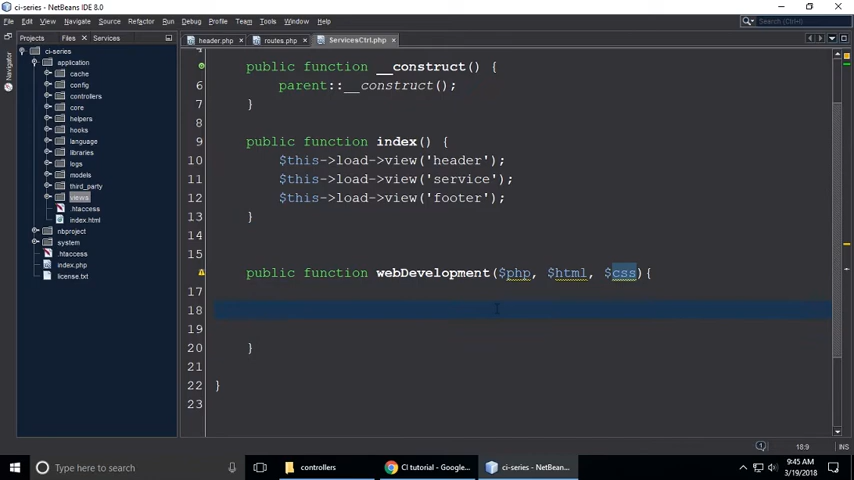 ci-series - NetBeans IDE 8.0
File Edit View Navigate Source Refactor Run Debug Profile Team Tools Window Help
Search (Ctrl+I)
Projects Files Services
header.php routes.php ServicesCtrl.php
Navigator
ci-series
application
cache
config
controllers
core
helpers
hooks
language
libraries
logs
models
third_party
views
.htaccess
index.html
nbproject
system
.htaccess
index.php
license.txt
4
public function __construct() {
6 parent::__construct();
7 }
8
9 public function index() {
10 $this->load->view('header');
11 $this->load->view('service');
12 $this->load->view('footer');
13 }
14
15
public function webDevelopment($php, $html, $css){
17
18
19
20 }
21
22 }
23
18:9 INS
Type here to search
controllers
CI tutorial - Google...
ci-series - NetBean...
9:45 AM
3/19/2018